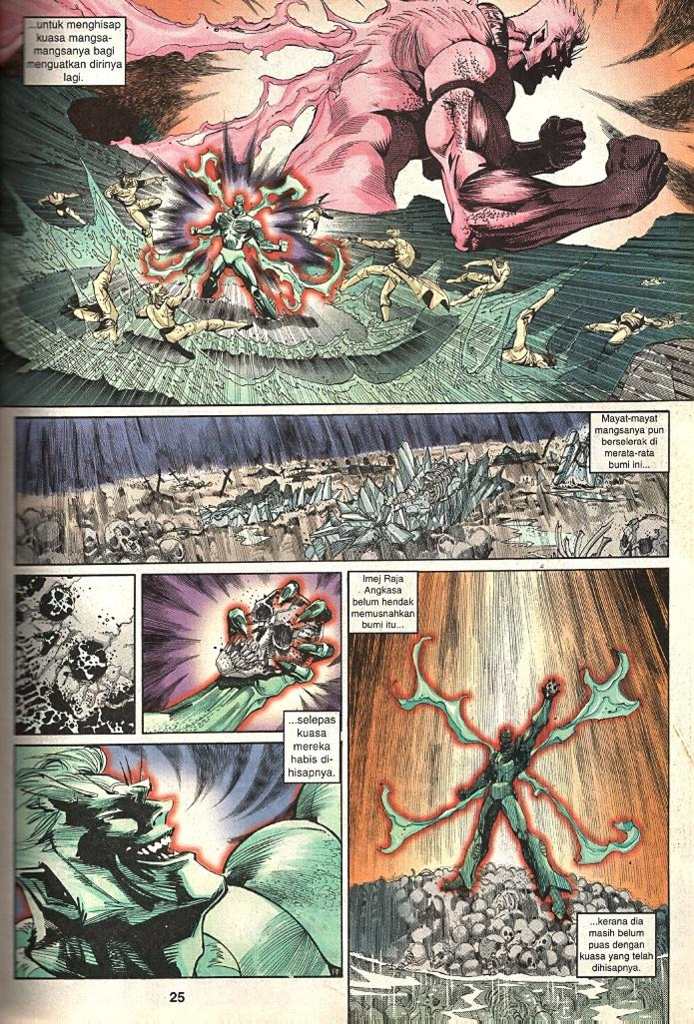 ...untuk menghisap
kuasa mangsa-
mangsanya bagi
menguatkan dirinya
lagi.
Mayat-mayat
mangsanya pun
berselerak di
merata-rata
bumi ini...
Imej Raja
Angkasa
belum hendak
memusnahkan
bumi itu...
...selepas
kuasa
mereka
habis di-
hisapnya.
...kerana dia
masih belum
puas dengan
kuasa yang telah
dihisapnya.
25